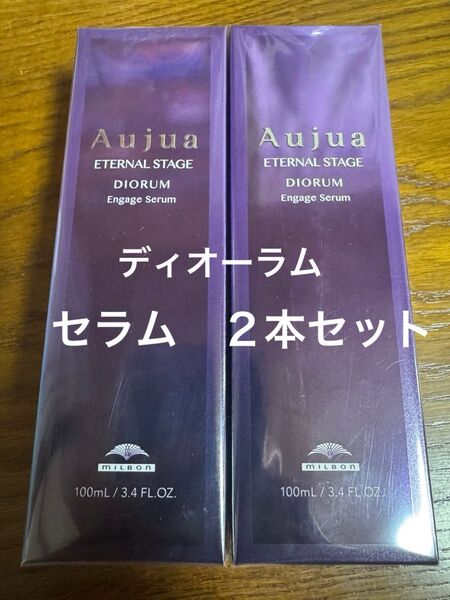 Aujua
ETERNAL STAGE
DIORUM
Engage Serum
Aujua
ETERNAL STAGE
DIORUM
Engage Serum
ディオーラム
セラム　２本セット
MILBON
100mL / 3.4 FL.OZ.
MILBON
100mL / 3.4 FL.OZ.